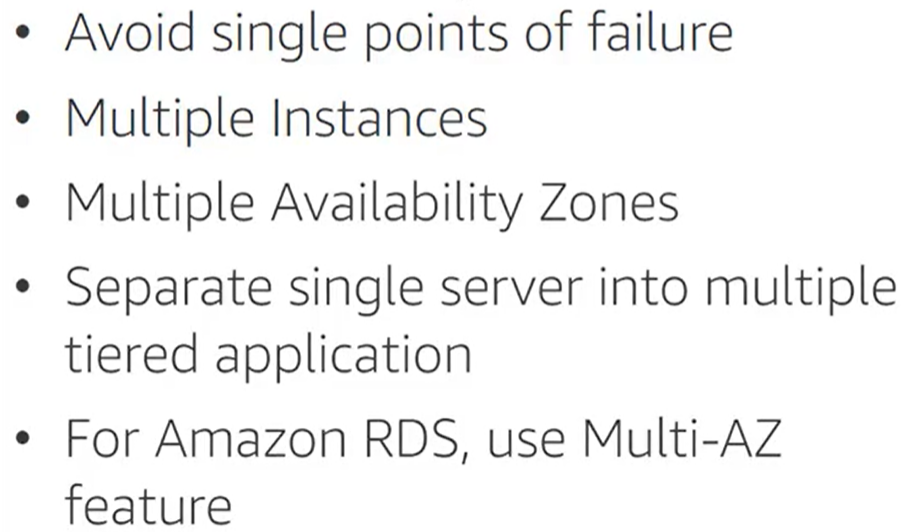 • Avoid single points of failure
• Multiple Instances
• Multiple Availability Zones
• Separate single server into multiple
tiered application
• For Amazon RDS, use Multi-AZ
feature